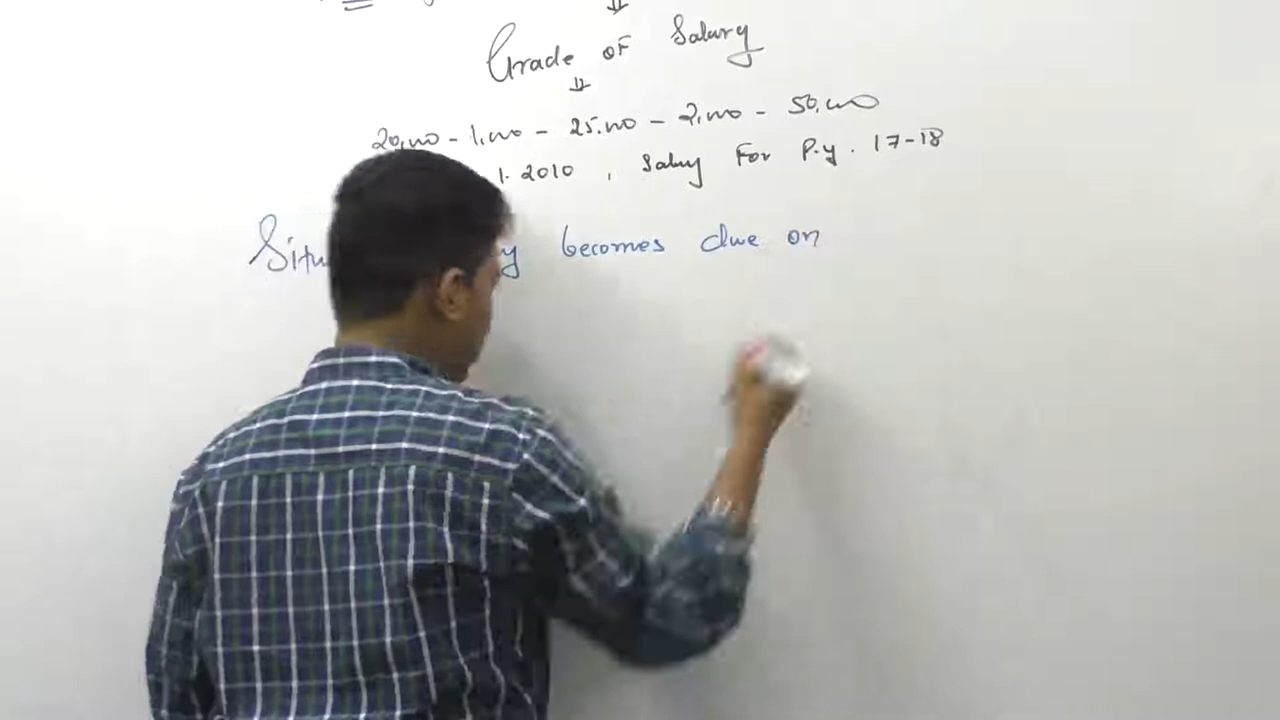 Grade of Salary
20,000 - 1,000 - 25,000 - 2,000 - 50,000
1. 2010 , Salary For P.y. 17-18
becomes due on